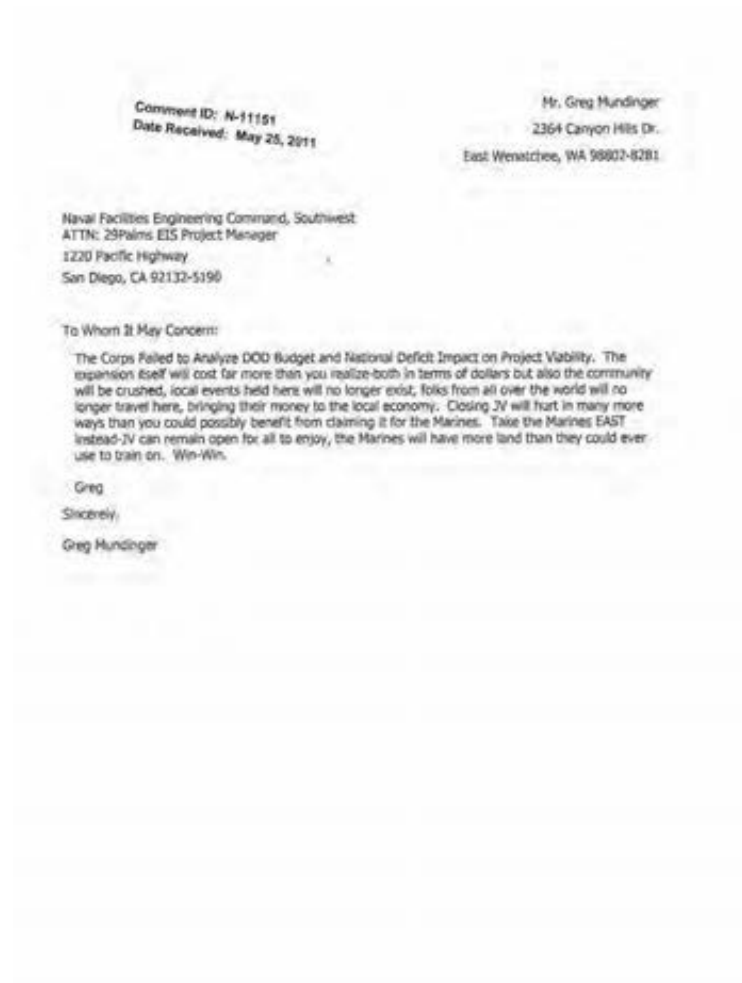 Comment ID: N-11151
Date Received: May 25, 2011
Mr. Greg Mundinger
2364 Canyon Hills Dr.
East Wenatchee, WA 98802-8281
Naval Facilities Engineering Command, Southwest
ATTN: 29Palms EIS Project Manager
1220 Pacific Highway
San Diego, CA 92132-5190
To Whom It May Concern:
The Corps Failed to Analyze DOD Budget and National Deficit Impact on Project Viability. The
expansion itself will cost far more than you realize-both in terms of dollars but also the community
will be crushed, local events held here will no longer exist, folks from all over the world will no
longer travel here, bringing their money to the local economy. Closing JV will hurt in many more
ways than you could possibly benefit from claiming it for the Marines. Take the Marines EAST
instead-JV can remain open for all to enjoy, the Marines will have more land than they could ever
use to train on. Win-Win.
Greg
Sincerely,
Greg Mundinger